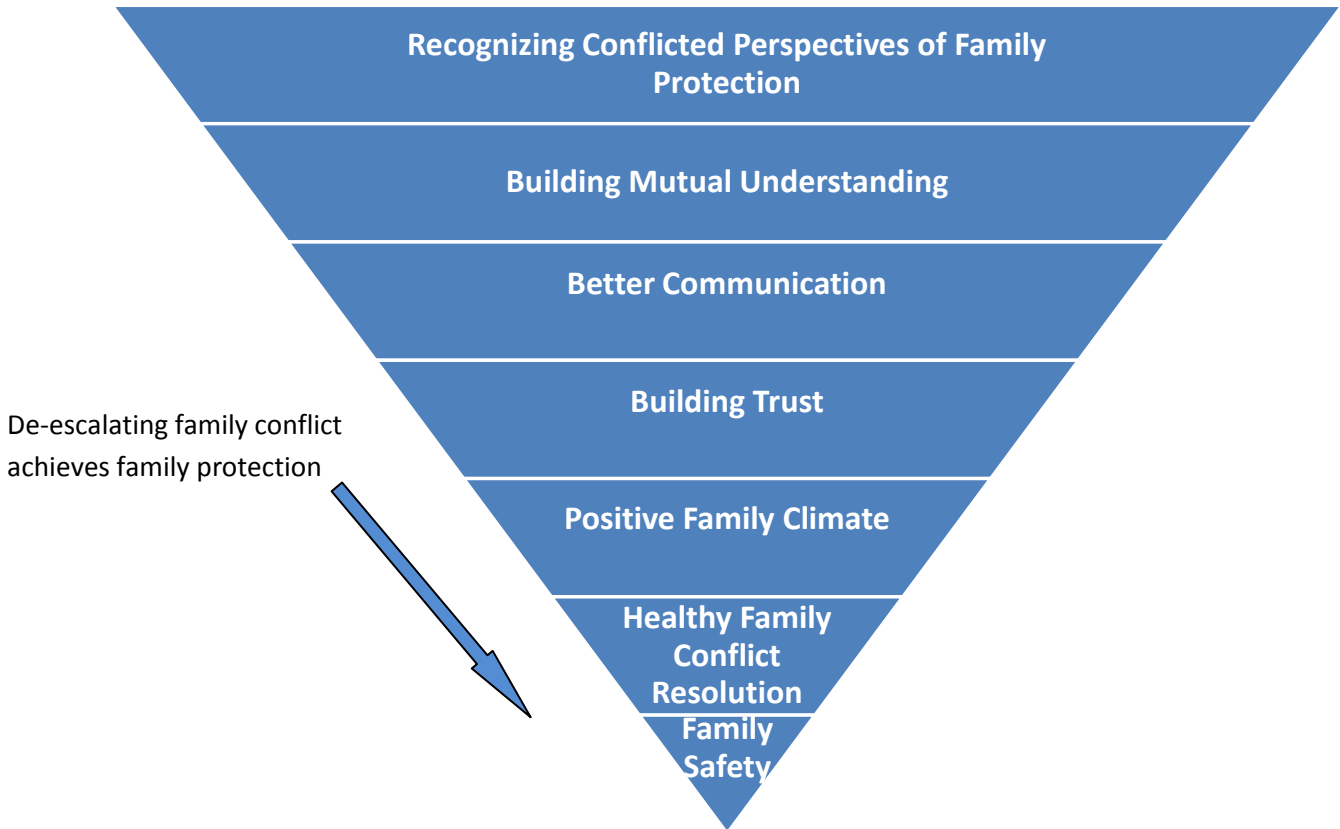 Recognizing Conflicted Perspectives of Family
Protection
Building Mutual Understanding
Better Communication
Building Trust
De-escalating family conflict
achieves family protection
Positive Family Climate
Healthy Family
Conflict
Resolution
Family
Safety